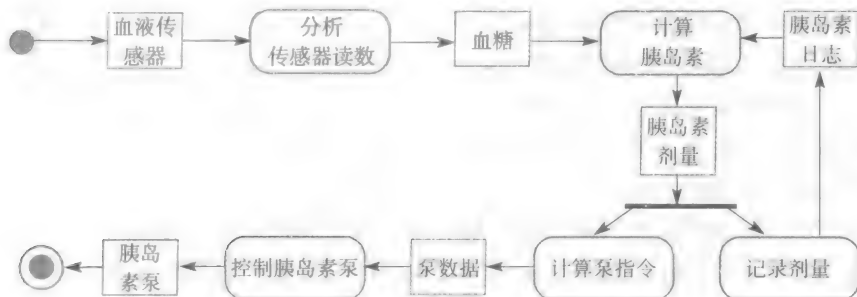 血液传
感器
分析
传感器读数
血糖
计算
胰岛素
胰岛素
日志
胰岛素
剂量
胰岛
素泵
控制胰岛素泵
泵数据
计算泵指令
记录剂量